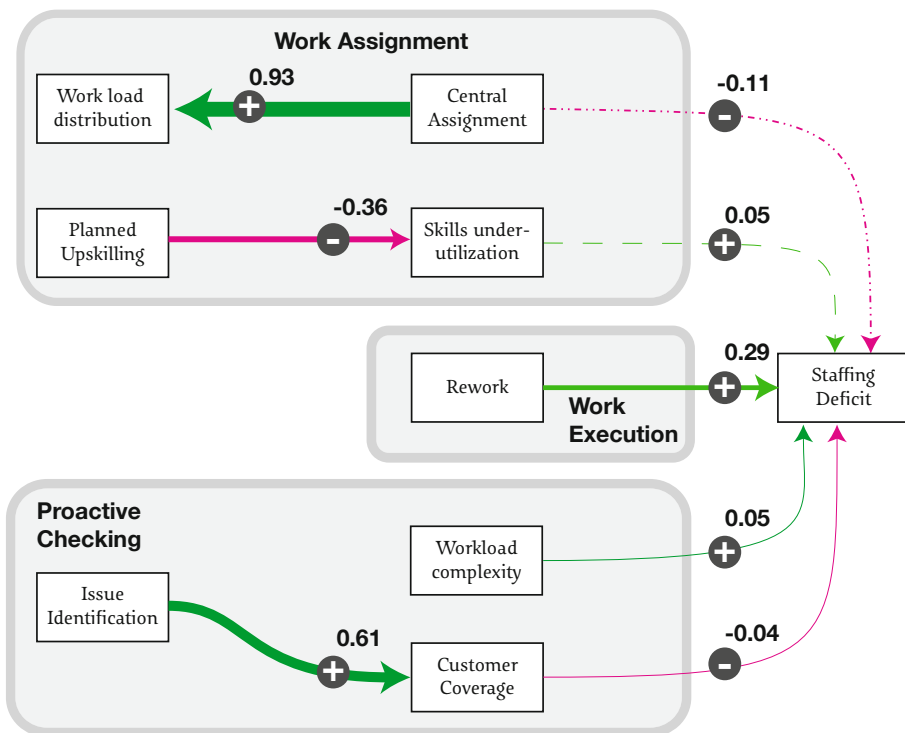 Work Assignment
0.93
-0.11
Work load
distribution
+
Central
Assignment
-
-0.36
0.05
Planned
Upskilling
-
Skills under-
utilization
+
0.29
Rework
+
Staffing
Deficit
Work
Execution
Proactive
Checking
0.05
Workload
complexity
+
Issue
Identification
0.61
-0.04
+
Customer
Coverage
-